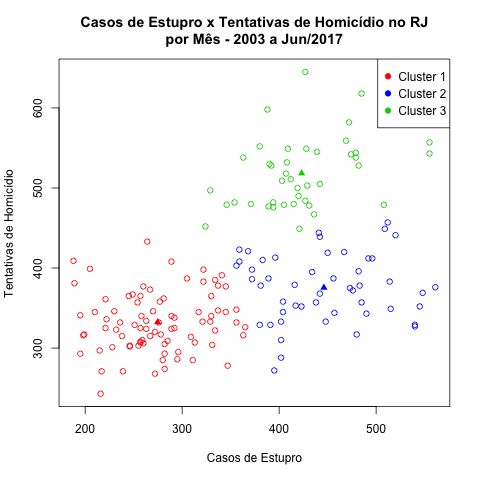 Casos de Estupro x Tentativas de Homicídio no RJ
por Mês - 2003 a Jun/2017
Cluster 1
Cluster 2
Cluster 3
Tentativas de Homicídio
600
500
400
300
200
300
400
500
Casos de Estupro